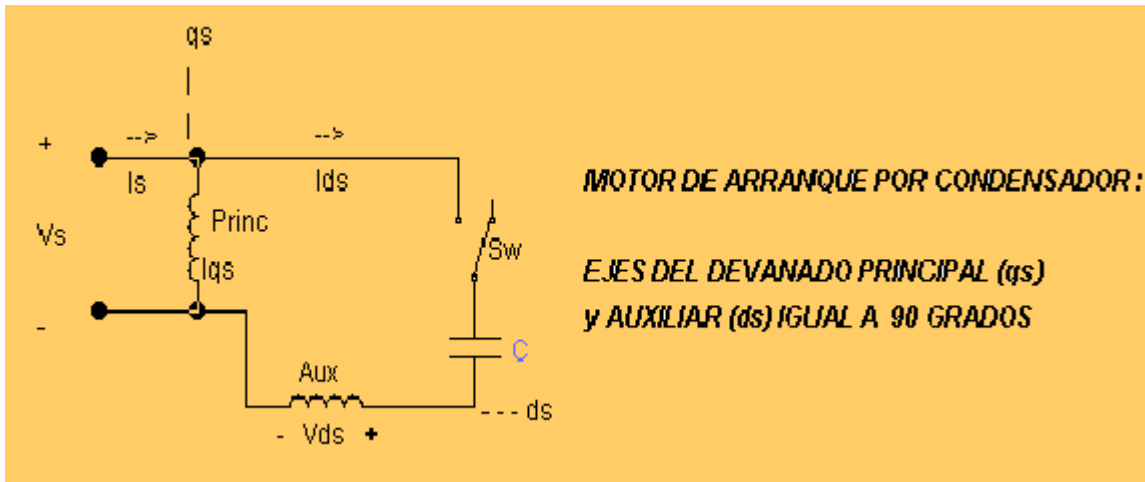 qs
+
-->
-->
Is
Ids
MOTOR DE ARRANQUE POR CONDENSADOR :
Princ
Vs
Sw
Iqs
EJES DEL DEVANADO PRINCIPAL (qs)
y AUXILIAR (ds) IGUAL A 90 GRADOS
-
C
Aux
- - - ds
- Vds +